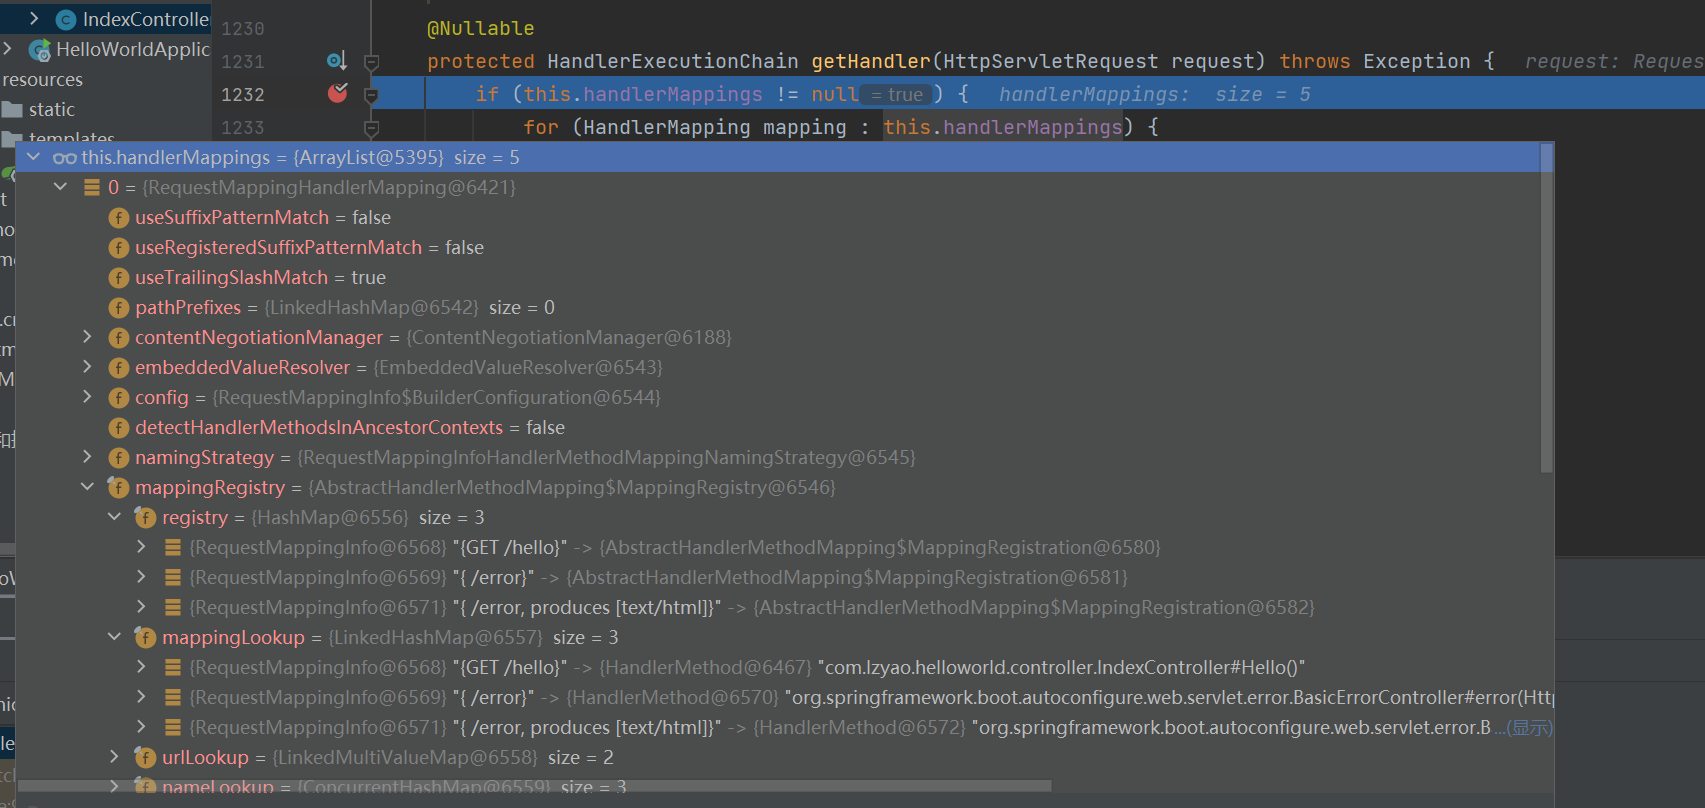 IndexController
HelloWorldApplic
resources
static
templates
1230 @Nullable
1231 protected HandlerExecutionChain getHandler(HttpServletRequest request) throws Exception { request: Reques
1232 if (this.handlerMappings != null = true ) { handlerMappings: size = 5
1233 for (HandlerMapping mapping : this.handlerMappings) {
this.handlerMappings = {ArrayList@5395} size = 5
0 = {RequestMappingHandlerMapping@6421}
f useSuffixPatternMatch = false
f useRegisteredSuffixPatternMatch = false
f useTrailingSlashMatch = true
f pathPrefixes = {LinkedHashMap@6542} size = 0
f contentNegotiationManager = {ContentNegotiationManager@6188}
f embeddedValueResolver = {EmbeddedValueResolver@6543}
f config = {RequestMappingInfo$BuilderConfiguration@6544}
f detectHandlerMethodsInAncestorContexts = false
f namingStrategy = {RequestMappingInfoHandlerMethodMappingNamingStrategy@6545}
f mappingRegistry = {AbstractHandlerMethodMapping$MappingRegistry@6546}
f registry = {HashMap@6556} size = 3
{RequestMappingInfo@6568} "{GET /hello}" -> {AbstractHandlerMethodMapping$MappingRegistration@6580}
{RequestMappingInfo@6569} "{ /error}" -> {AbstractHandlerMethodMapping$MappingRegistration@6581}
{RequestMappingInfo@6571} "{ /error, produces [text/html]}" -> {AbstractHandlerMethodMapping$MappingRegistration@6582}
f mappingLookup = {LinkedHashMap@6557} size = 3
{RequestMappingInfo@6568} "{GET /hello}" -> {HandlerMethod@6467} "com.lzyao.helloworld.controller.IndexController#Hello()"
{RequestMappingInfo@6569} "{ /error}" -> {HandlerMethod@6570} "org.springframework.boot.autoconfigure.web.servlet.error.BasicErrorController#error(Htt
{RequestMappingInfo@6571} "{ /error, produces [text/html]}" -> {HandlerMethod@6572} "org.springframework.boot.autoconfigure.web.servlet.error.B ...(显示)
f urlLookup = {LinkedMultiValueMap@6558} size = 2
f nameLookup = {ConcurrentHashMap@6559} size = 3